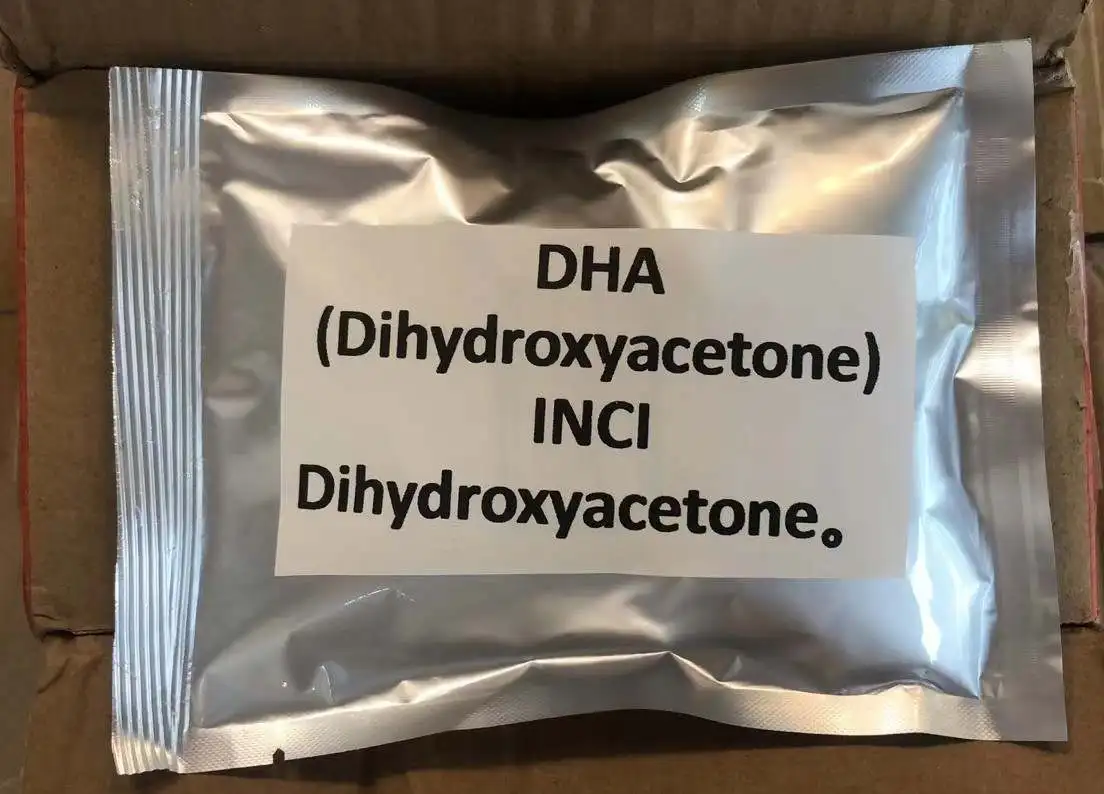 DHA
(Dihydroxyacetone)
INCI
Dihydroxyacetone。